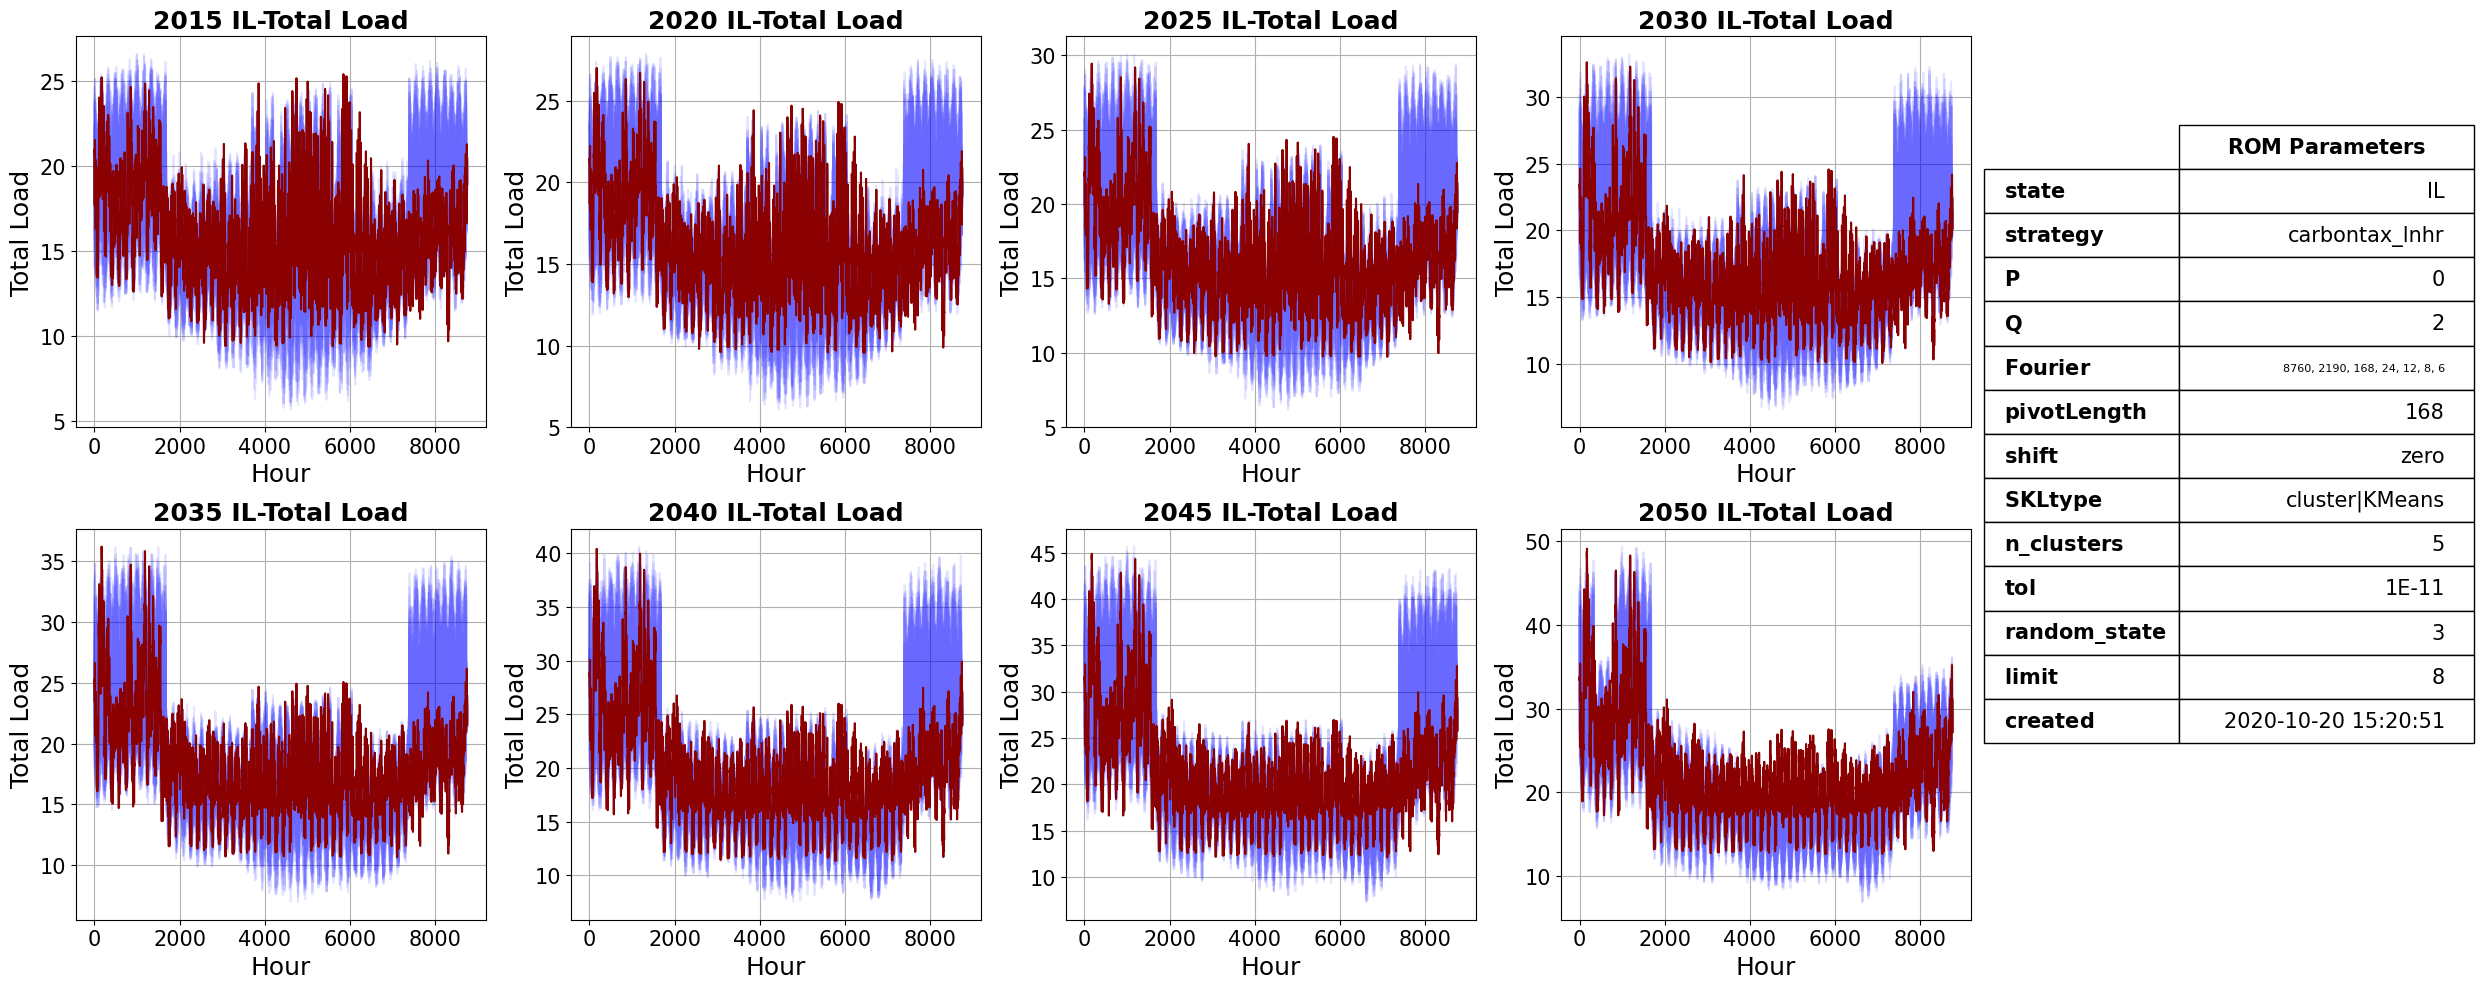 2015 IL-Total Load
Total Load
25
20
15
10
5
0 2000 4000 6000 8000
Hour
2020 IL-Total Load
Total Load
25
20
15
10
5
0 2000 4000 6000 8000
Hour
2025 IL-Total Load
Total Load
30
25
20
15
10
5
0 2000 4000 6000 8000
Hour
2030 IL-Total Load
Total Load
30
25
20
15
10
0 2000 4000 6000 8000
Hour
2035 IL-Total Load
Total Load
35
30
25
20
15
10
0 2000 4000 6000 8000
Hour
2040 IL-Total Load
Total Load
40
35
30
25
20
15
10
0 2000 4000 6000 8000
Hour
2045 IL-Total Load
Total Load
45
40
35
30
25
20
15
10
0 2000 4000 6000 8000
Hour
2050 IL-Total Load
Total Load
50
40
30
20
10
0 2000 4000 6000 8000
Hour
ROM Parameters
state IL
strategy carbontax_lnhr
P 0
Q 2
Fourier 8760, 2190, 168, 24, 12, 8, 6
pivotLength 168
shift zero
SKLtype cluster|KMeans
n_clusters 5
tol 1E-11
random_state 3
limit 8
created 2020-10-20 15:20:51